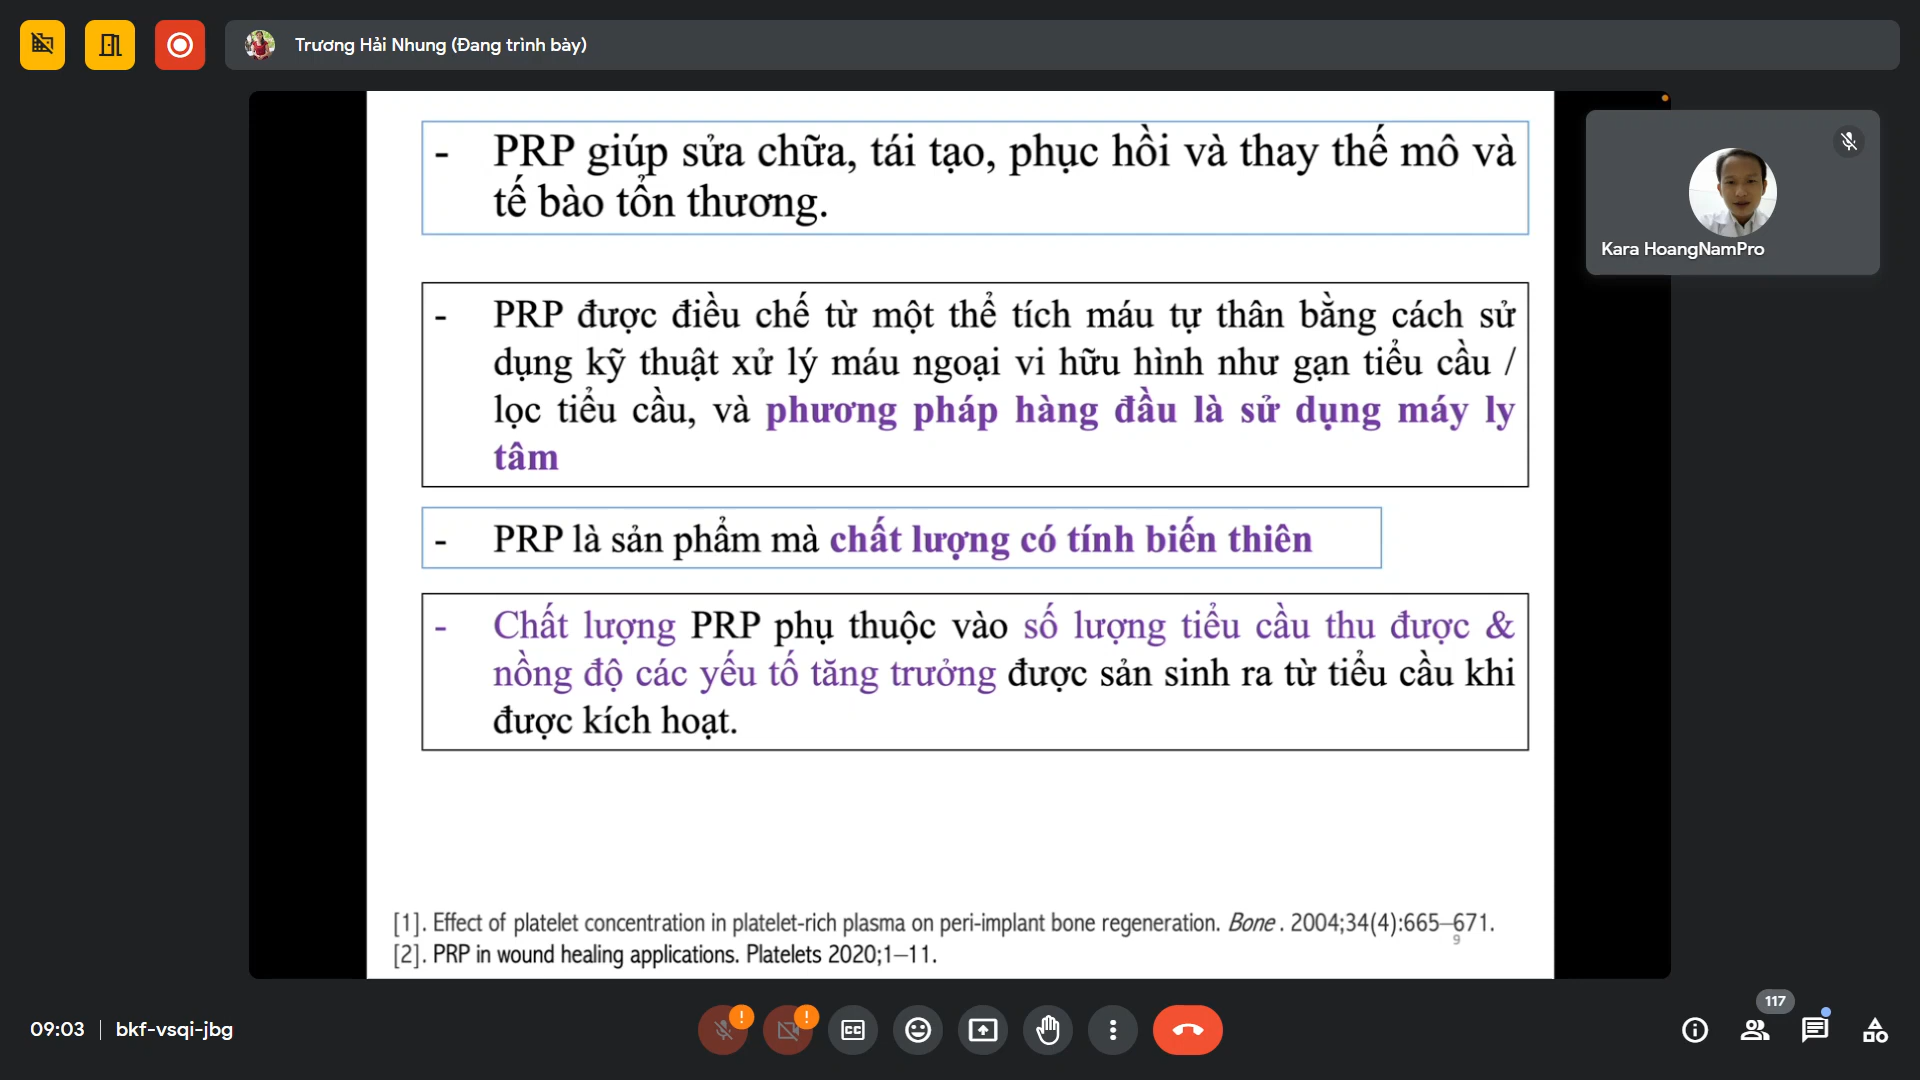 Trương Hải Nhung (Đang trình bày)
- PRP giúp sửa chữa, tái tạo, phục hồi và thay thế mô và
tế bào tổn thương.
Kara HoangNamPro
- PRP được điều chế từ một thể tích máu tự thân bằng cách sử
dụng kỹ thuật xử lý máu ngoại vi hữu hình như gạn tiểu cầu /
lọc tiểu cầu, và phương pháp hàng đầu là sử dụng máy ly
tâm
- PRP là sản phẩm mà chất lượng có tính biến thiên
- Chất lượng PRP phụ thuộc vào số lượng tiểu cầu thu được &
nồng độ các yếu tố tăng trưởng được sản sinh ra từ tiểu cầu khi
được kích hoạt.
[1]. Effect of platelet concentration in platelet-rich plasma on peri-implant bone regeneration. Bone . 2004;34(4):665–671.
9
[2]. PRP in wound healing applications. Platelets 2020;1–11.
117
09:03 | bkf-vsqi-jbg
! ! CC